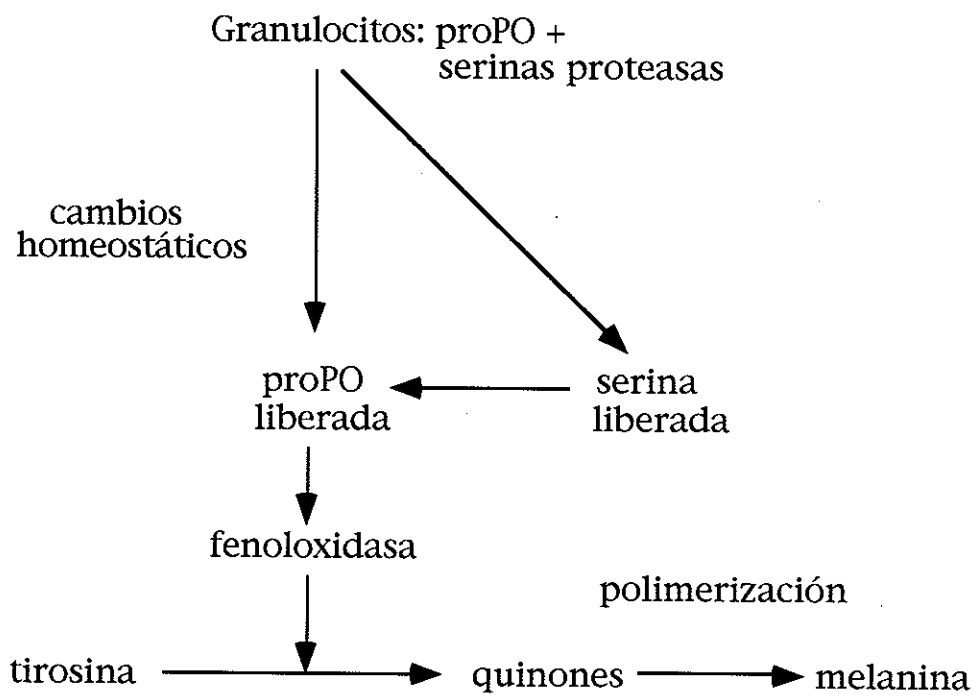 Granulocitos: proPO +
serinas proteasas
cambios
homeostáticos
proPO
liberada
serina
liberada
fenoloxidasa
polimerización
tirosina
quinones
melanina